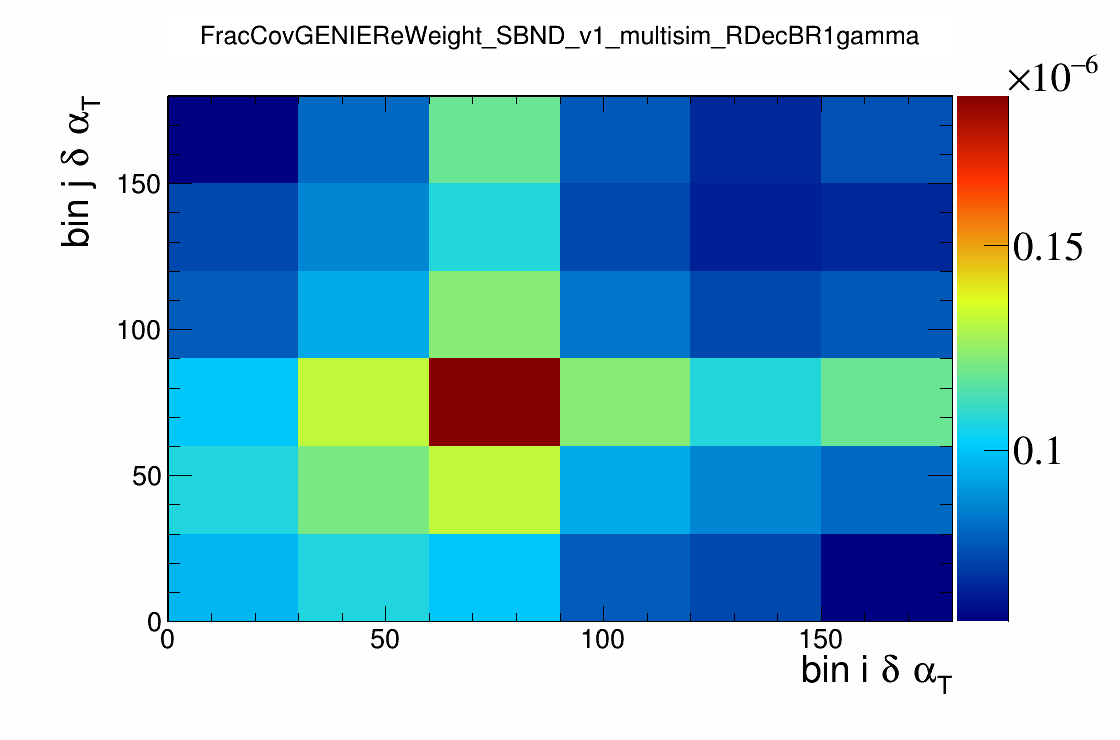 FracCovGENIEReWeight_SBND_v1_multisim_RDecBR1gamma
×10⁻⁶
bin j δ α_T
150
100
50
0
0 50 100 150
bin i δ α_T
0.15
0.1